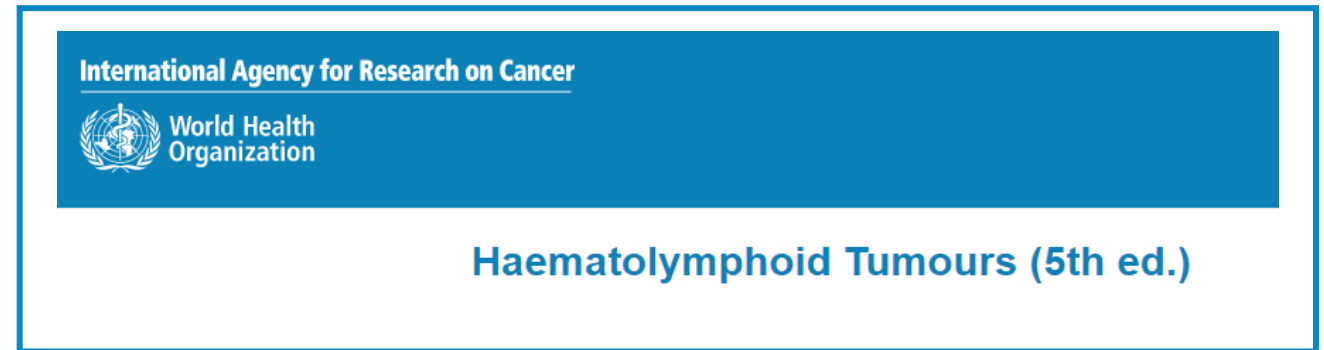 International Agency for Research on Cancer
World Health
Organization
Haematolymphoid Tumours (5th ed.)